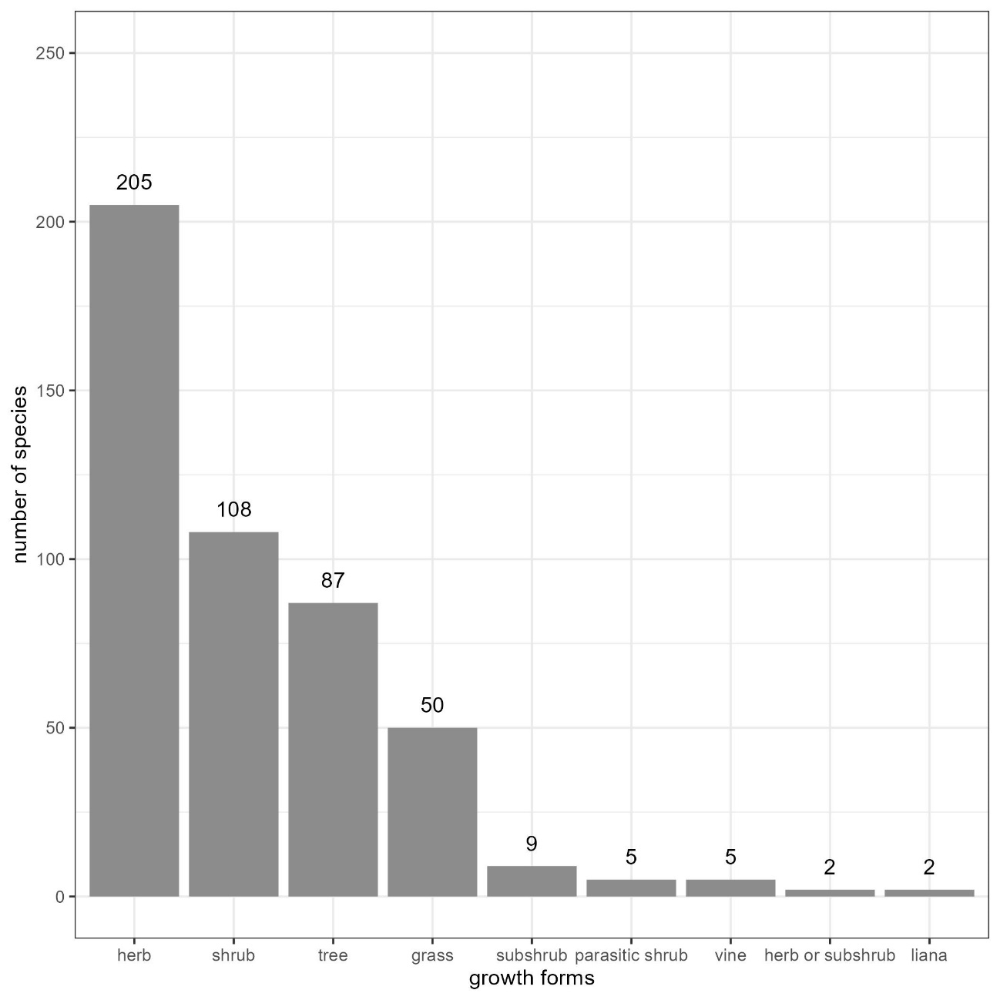 250
200
150
100
50
0
number of species
205
108
87
50
9
5
5
2
2
herb
shrub
tree
grass
subshrub
parasitic shrub
vine
herb or subshrub
liana
growth forms